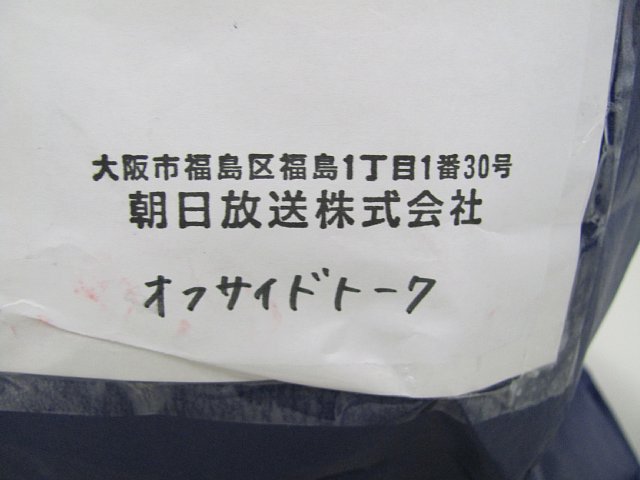 大阪市福島区福島1丁目1番30号
朝日放送株式会社
オフサイドトーク